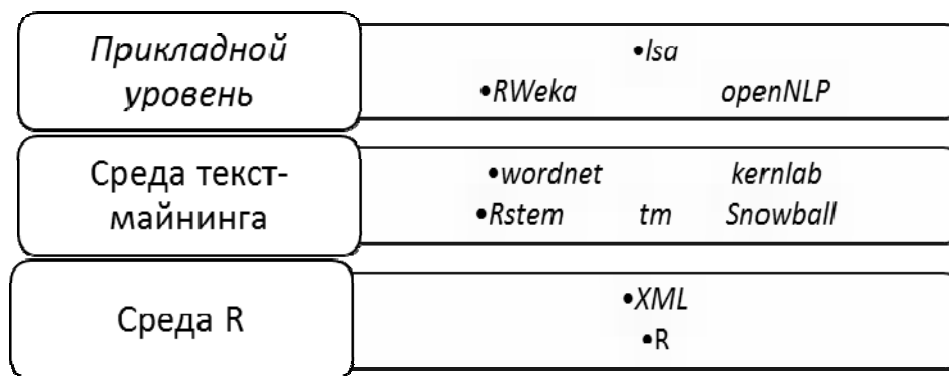 Прикладной
уровень
•lsa
•RWeka openNLP
Среда текст-
майнинга
•wordnet kernlab
•Rstem tm Snowball
Среда R
•XML
•R